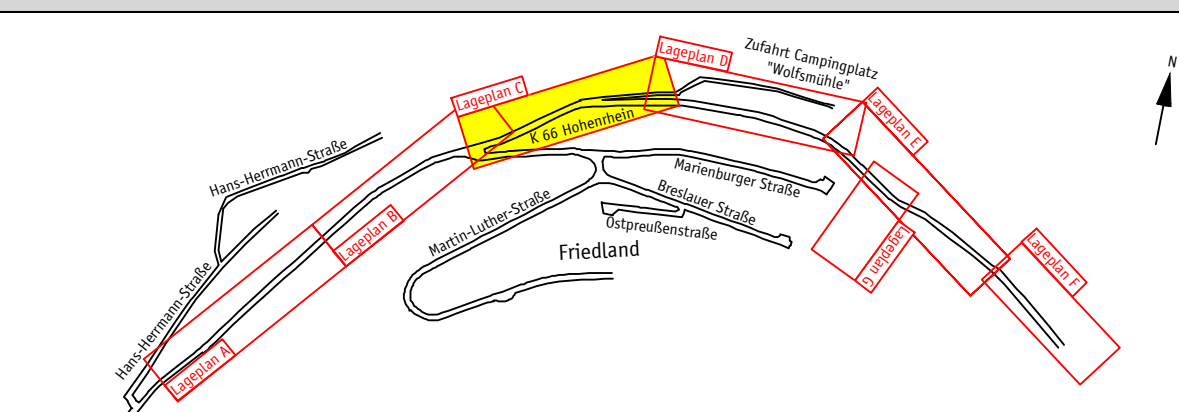 N
Lageplan D
Zufahrt Campingplatz
"Wolfsmühle"
Lageplan C
Lageplan E
K 66 Hohenrhein
Hans-Herrmann-Straße
Marienburger Straße
Breslauer Straße
Martin-Luther-Straße
Ostpreußenstraße
Lageplan B
Friedland
Lageplan G
Lageplan F
Hans-Herrmann-Straße
Lageplan A